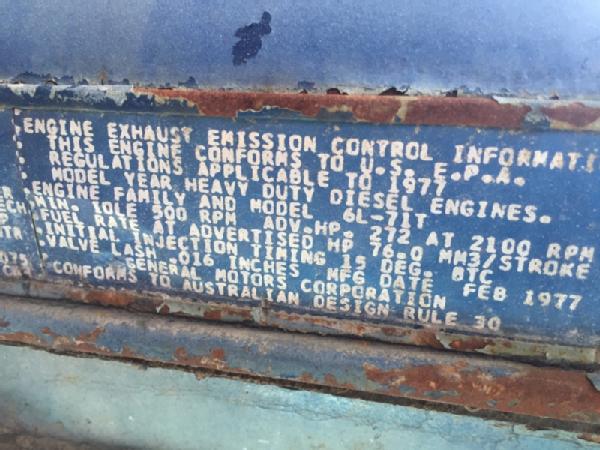 ENGINE EXHAUST EMISSION CONTROL INFORMATI
THIS ENGINE CONFORMS TO U.S. E.P.A.
REGULATIONS APPLICABLE TO 1977
MODEL YEAR HEAVY DUTY DIESEL ENGINES.
ENGINE FAMILY AND MODEL 6L-71T
MIN. IDLE 500 RPM ADV.HP. 272 AT 2100 RPM
FUEL RATE AT ADVERTISED HP 76.0 MM3/STROKE
INITIAL INJECTION TIMING 15 DEG. BTC
VALVE LASH .016 INCHES MFG DATE FEB 1977
GENERAL MOTORS CORPORATION
CONFORMS TO AUSTRALIAN DESIGN RULE 30